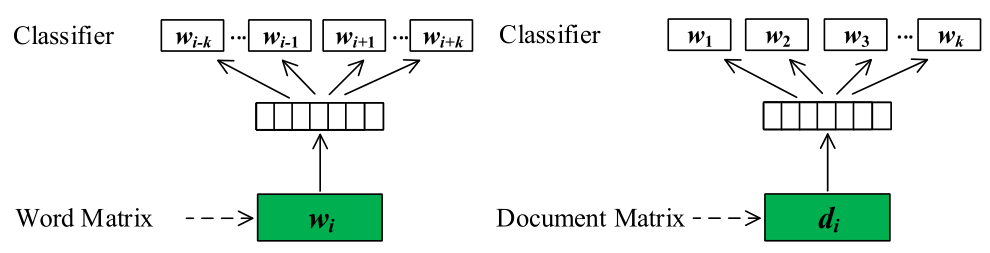 Classifier w_{i-k} ... w_{i-1} w_{i+1} ... w_{i+k}
Word Matrix w_i
Classifier w_1 w_2 w_3 ... w_k
Document Matrix d_i